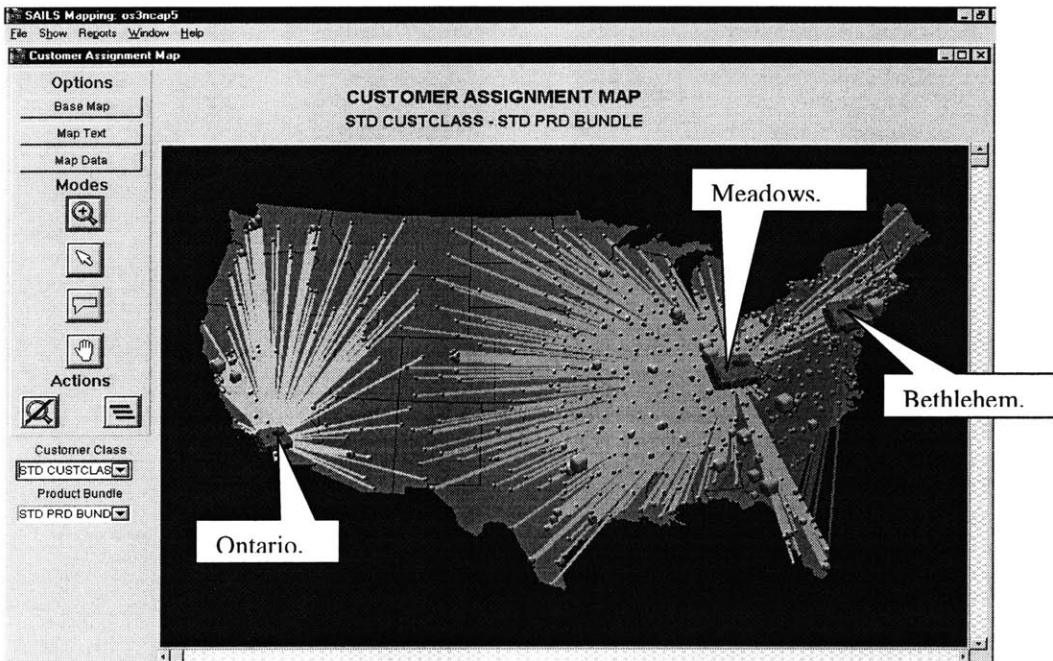 SAILS Mapping: os3ncap5
File Show Reports Window Help
Customer Assignment Map
Options
Base Map
Map Text
Map Data
Modes
Actions
Customer Class
STD CUSTCLAS
Product Bundle
STD PRD BUND
CUSTOMER ASSIGNMENT MAP
STD CUSTCLASS - STD PRD BUNDLE
Meadows.
Bethlehem.
Ontario.